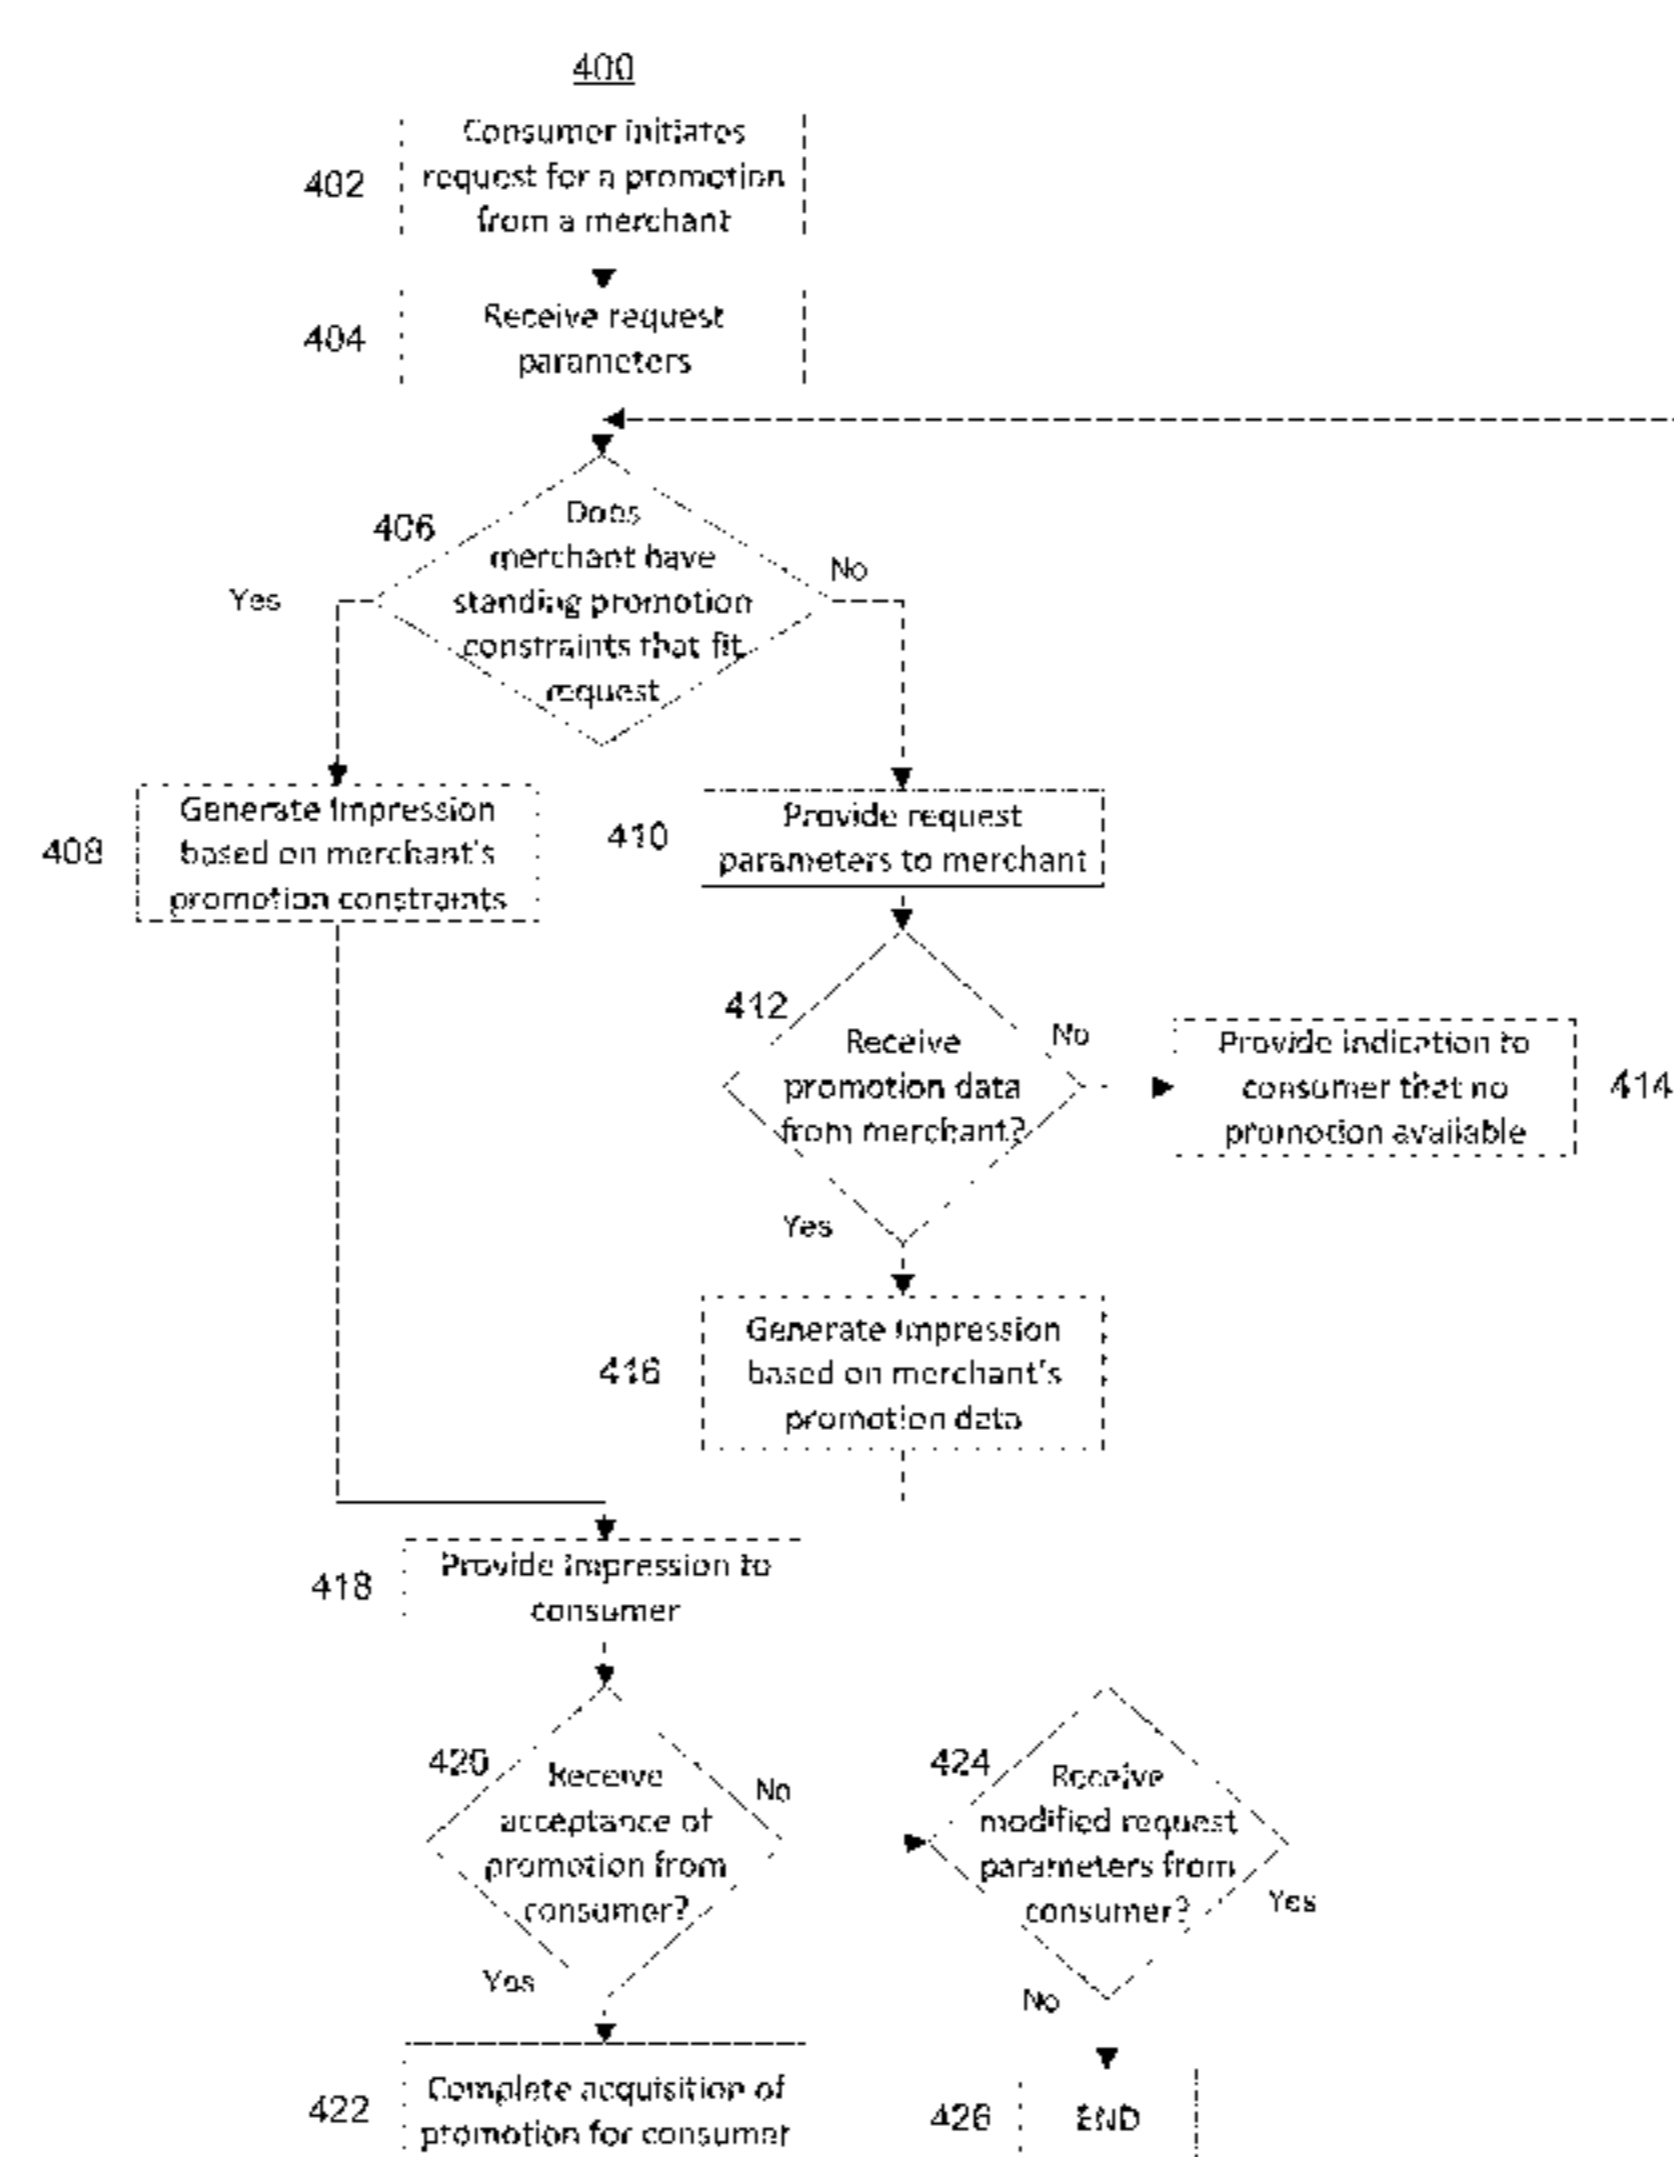 400
Consumer initiates
402
request for a promotion
from a merchant
Receive request
404
parameters
406
Does
merchant have
No
Yes
standing promotion
constraints that fit
request
Generate Impression
408
based on merchant's
promotion constraints
410
Provide request
parameters to merchant
412
Receive
No
promotion data
from merchant?
Provide indication to
consumer that no
414
promotion available
Yes
Generate Impression
416
based on merchant's
promotion data
418
Provide Impression to
consumer
420
Receive
No
acceptance of
promotion from
consumer?
Yes
424
Receive
modified request
parameters from
consumer?
Yes
No
422
Complete acquisition of
promotion for consumer
426
END